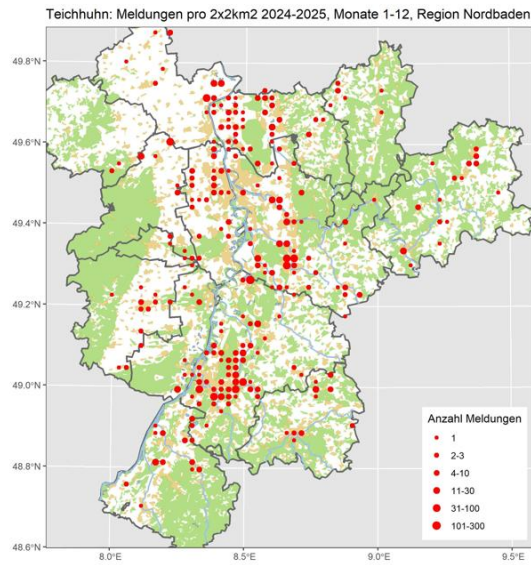 Teichhuhn: Meldungen pro 2x2km2 2024-2025, Monate 1-12, Region Nordbaden
49.8°N
49.6°N
49.4°N
49.2°N
49.0°N
48.8°N
48.6°N
8.0°E
8.5°E
9.0°E
9.5°E
Anzahl Meldungen
1
2-3
4-10
11-30
31-100
101-300